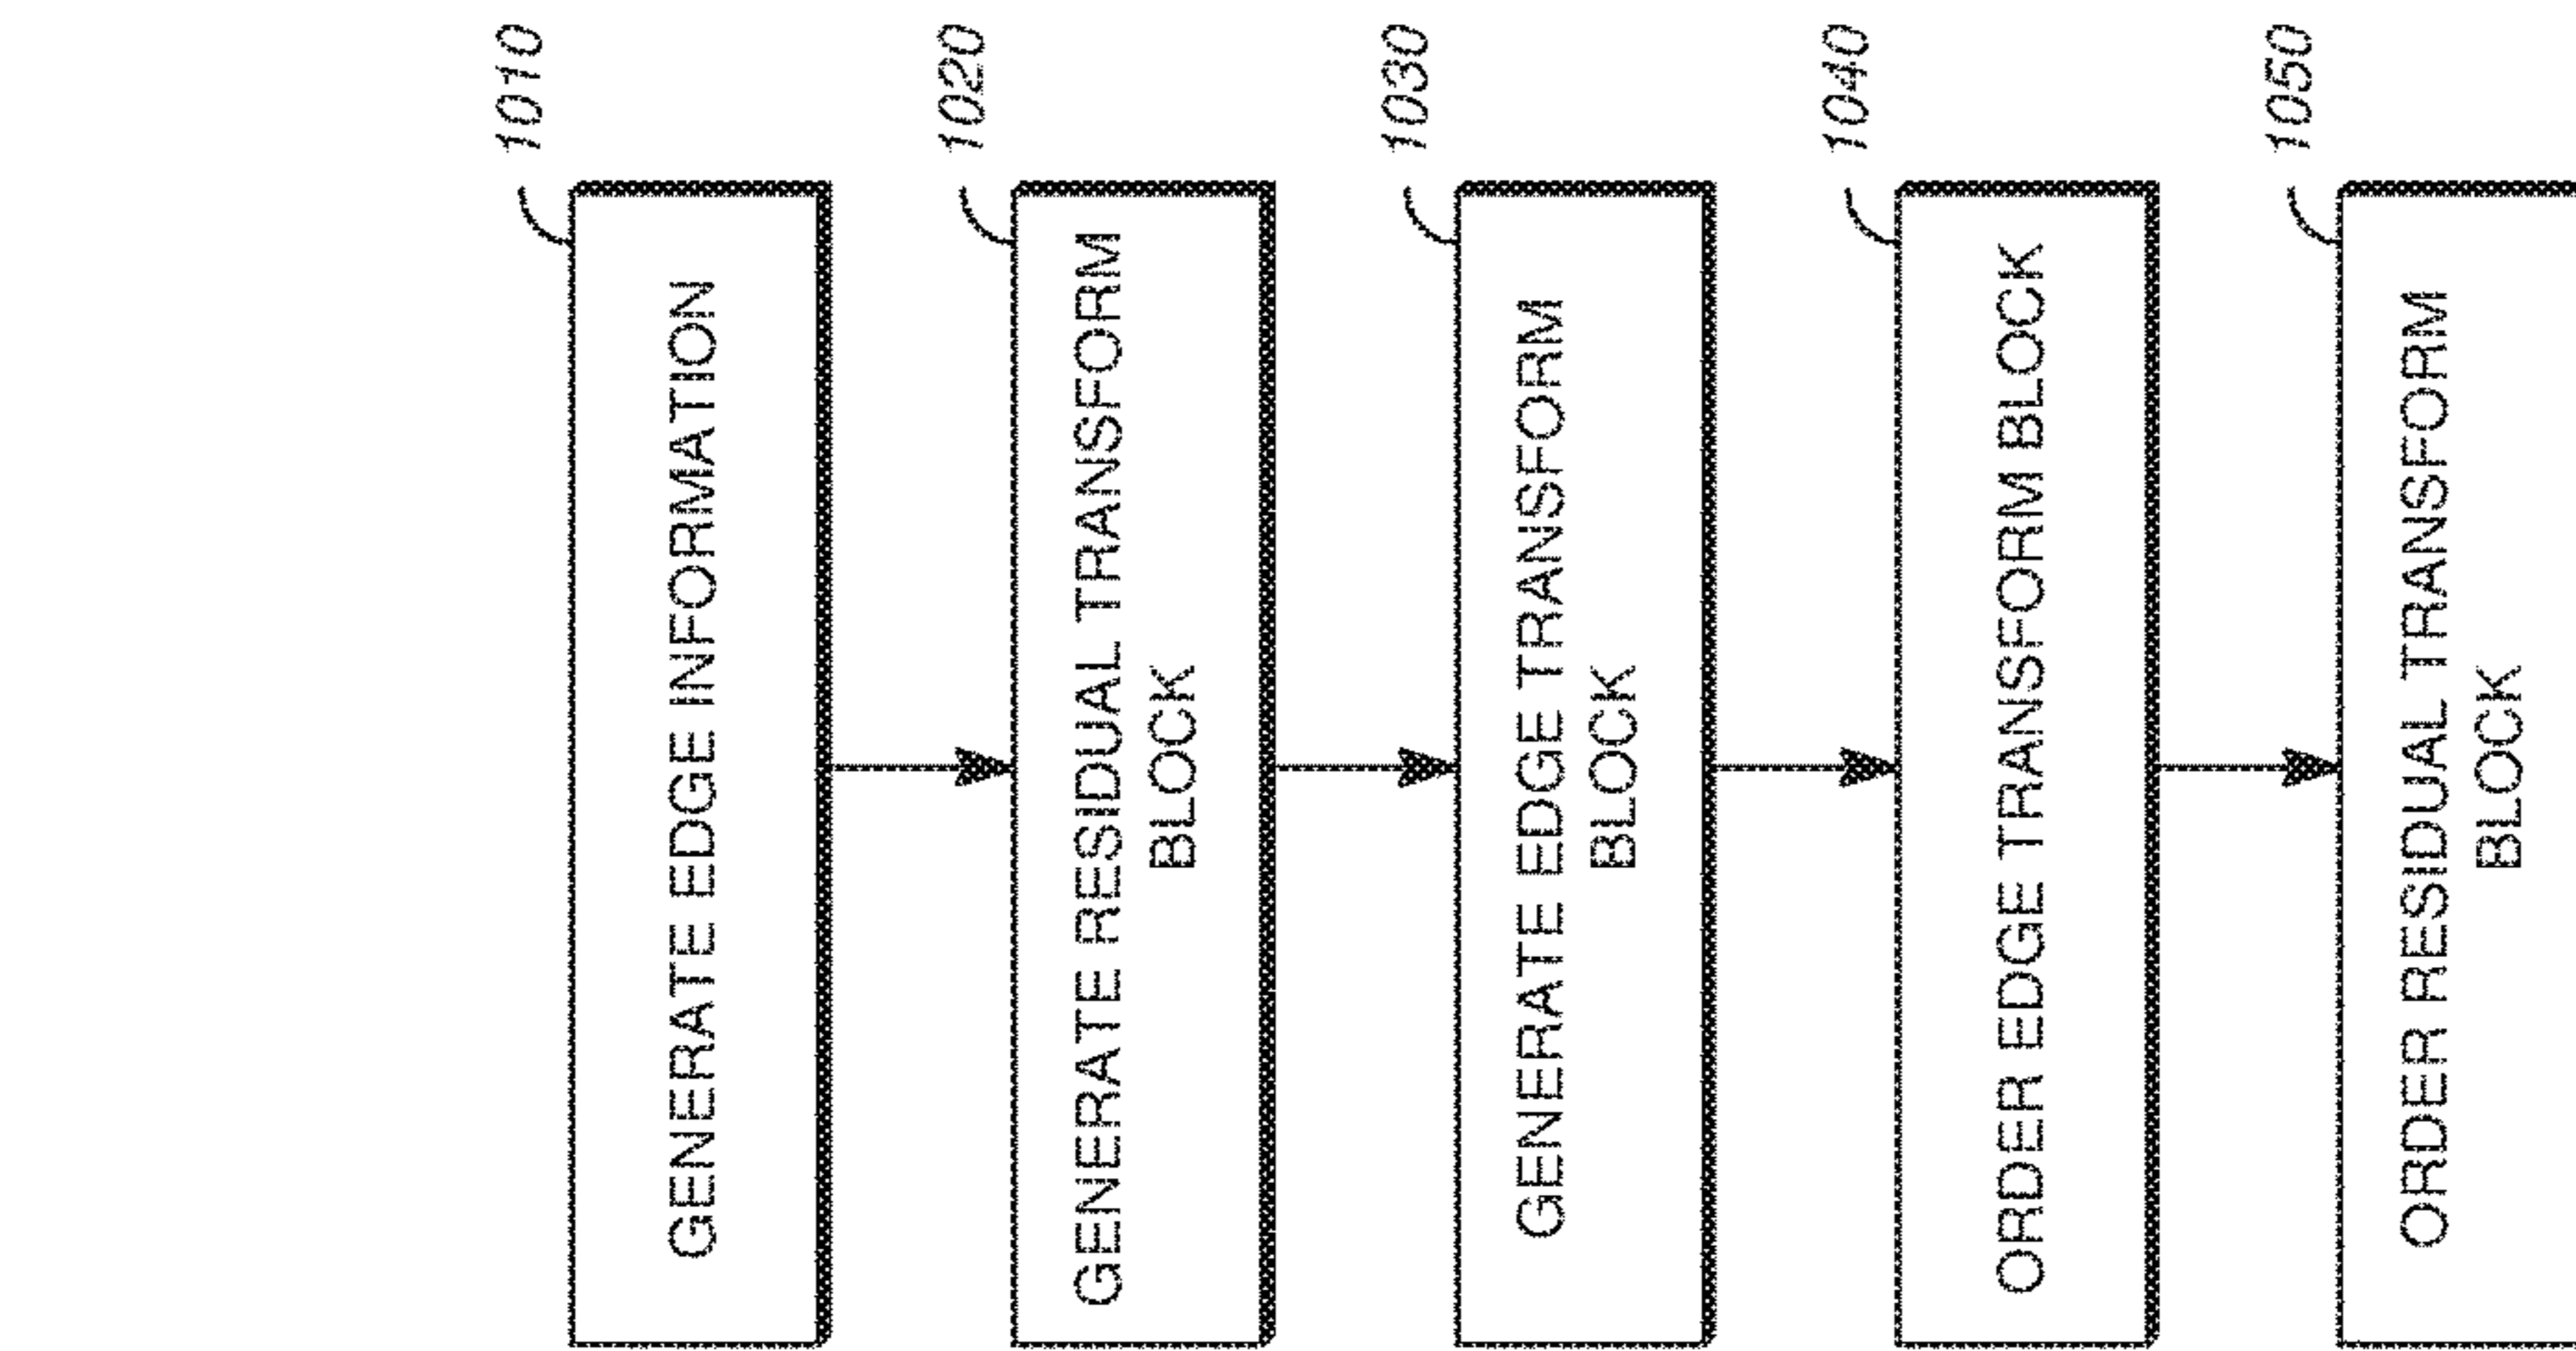 1010
GENERATE EDGE INFORMATION
1020
GENERATE RESIDUAL TRANSFORM
BLOCK
1030
GENERATE EDGE TRANSFORM
BLOCK
1040
ORDER EDGE TRANSFORM BLOCK
1050
ORDER RESIDUAL TRANSFORM
BLOCK